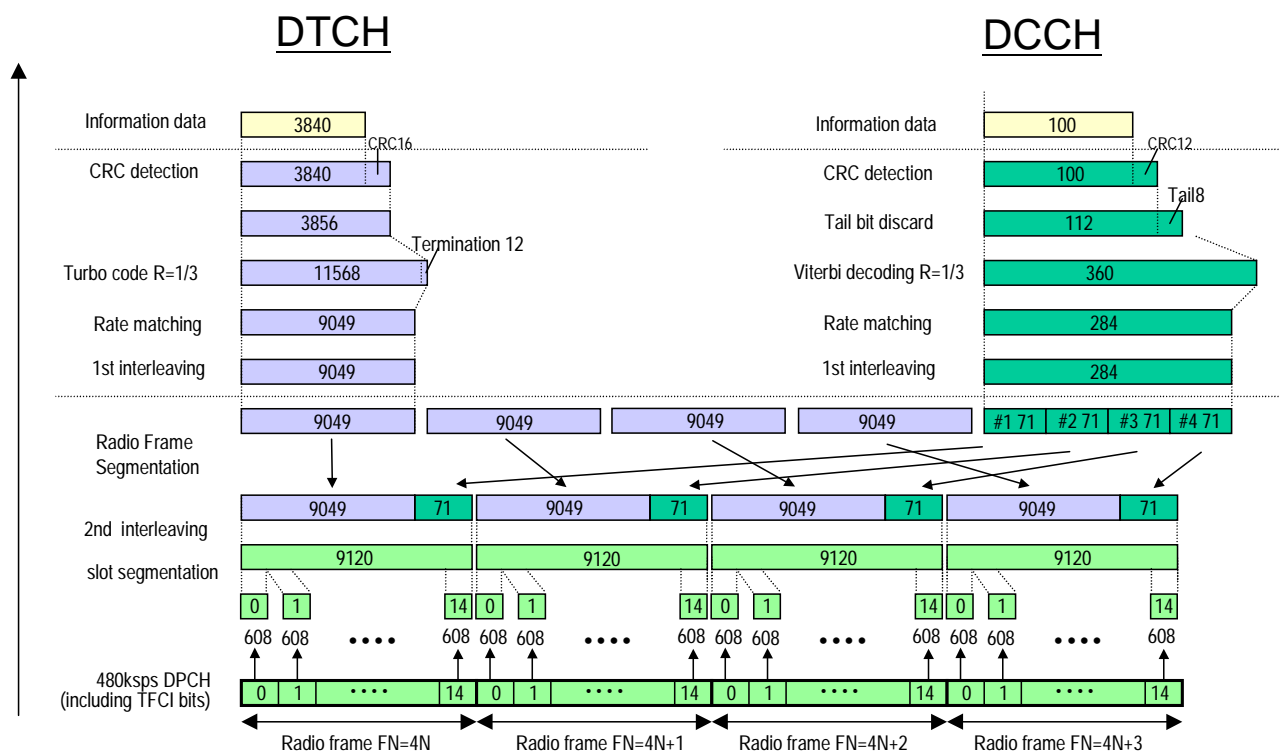 DTCH DCCH
Information data 3840 Information data 100
CRC16 CRC12
CRC detection 3840 CRC detection 100
Tail8
3856 Tail bit discard 112
Termination 12
Turbo code R=1/3 11568 Viterbi decoding R=1/3 360
Rate matching 9049 Rate matching 284
1st interleaving 9049 1st interleaving 284
9049 9049 9049 9049 #1 71 #2 71 #3 71 #4 71
Radio Frame
Segmentation
9049 71 9049 71 9049 71 9049 71
2nd interleaving
9120 9120 9120 9120
slot segmentation
0 1 14 0 1 14 0 1 14 0 1 14
608 608 •••• 608 608 608 •••• 608 608 608 •••• 608 608 608 •••• 608
480ksps DPCH
(including TFCI bits)
0 1 •••• 14 0 1 •••• 14 0 1 •••• 14 0 1 •••• 14
Radio frame FN=4N Radio frame FN=4N+1 Radio frame FN=4N+2 Radio frame FN=4N+3